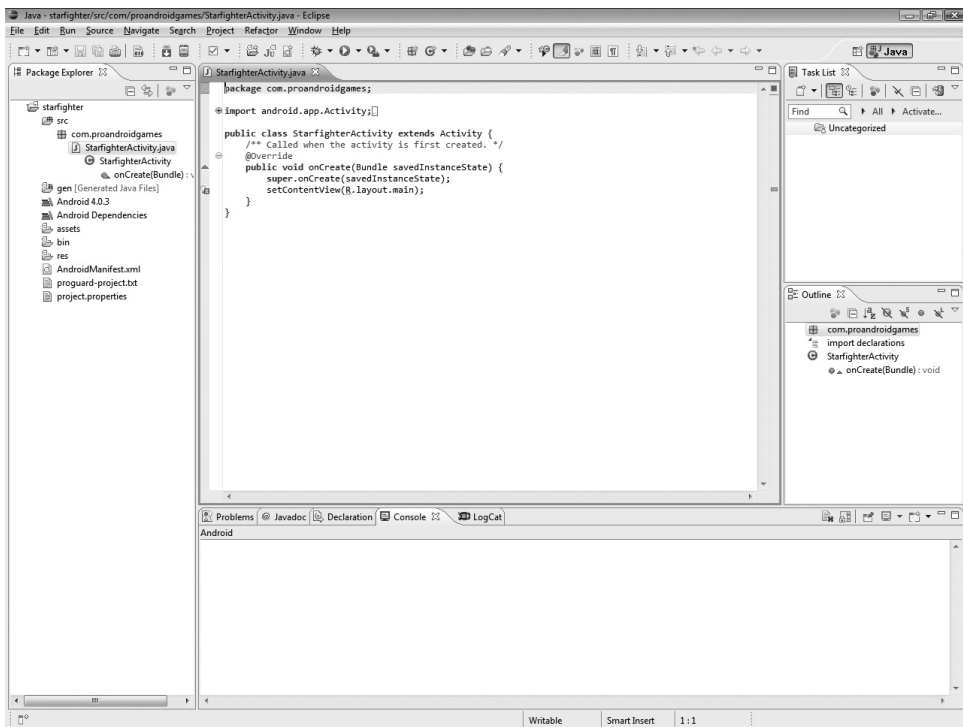 Java - starfighter/src/com/proandroidgames/StarfighterActivity.java - Eclipse
File Edit Run Source Navigate Search Project Refactor Window Help
Java
Package Explorer
starfighter
src
com.proandroidgames
StarfighterActivity.java
StarfighterActivity
onCreate(Bundle) : v
gen [Generated Java Files]
Android 4.0.3
Android Dependencies
assets
bin
res
AndroidManifest.xml
proguard-project.txt
project.properties
StarfighterActivity.java
package com.proandroidgames;
import android.app.Activity;
public class StarfighterActivity extends Activity {
/** Called when the activity is first created. */
@Override
public void onCreate(Bundle savedInstanceState) {
super.onCreate(savedInstanceState);
setContentView(R.layout.main);
}
}
Task List
Find All Activate...
Uncategorized
Outline
com.proandroidgames
import declarations
StarfighterActivity
onCreate(Bundle) : void
Problems @ Javadoc Declaration Console LogCat
Android
Writable Smart Insert 1 : 1